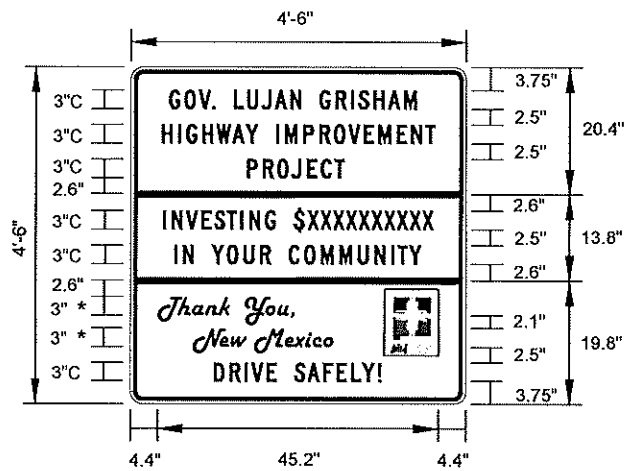 4'-6"
4'-6"
3"C
3"C
3"C
2.6"
3"C
3"C
2.6"
3" *
3" *
3"C
GOV. LUJAN GRISHAM
HIGHWAY IMPROVEMENT
PROJECT
INVESTING $XXXXXXXXXX
IN YOUR COMMUNITY
Thank You,
New Mexico
DRIVE SAFELY!
3.75"
2.5"
2.5"
2.6"
2.5"
2.6"
2.1"
2.5"
3.75"
20.4"
13.8"
19.8"
4.4" 45.2" 4.4"